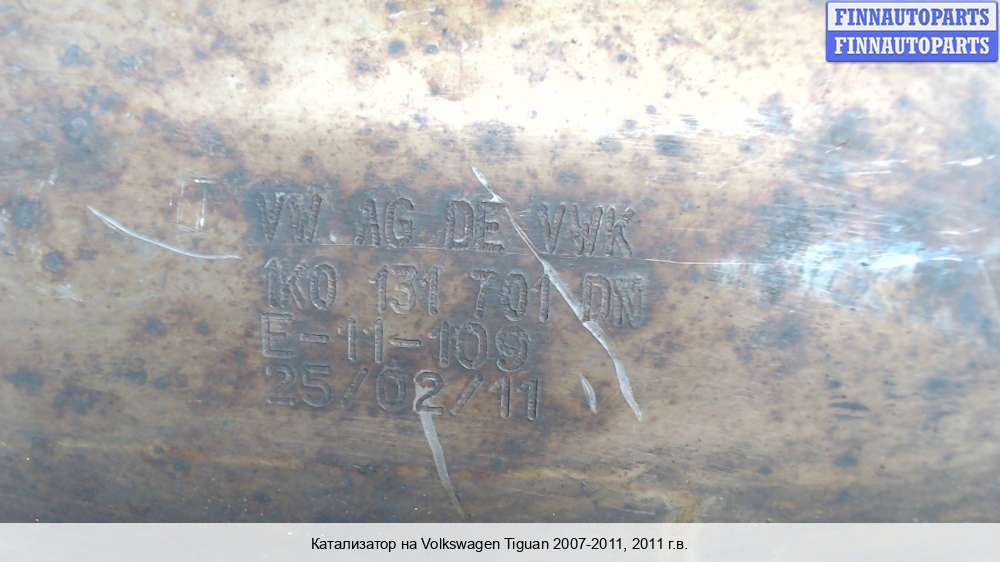 FINNAUTOPARTS
FINNAUTOPARTS
VW AG DE VWK
1K0 131 701 DN
E-11-109
25/02/11
Катализатор на Volkswagen Tiguan 2007-2011, 2011 г.в.